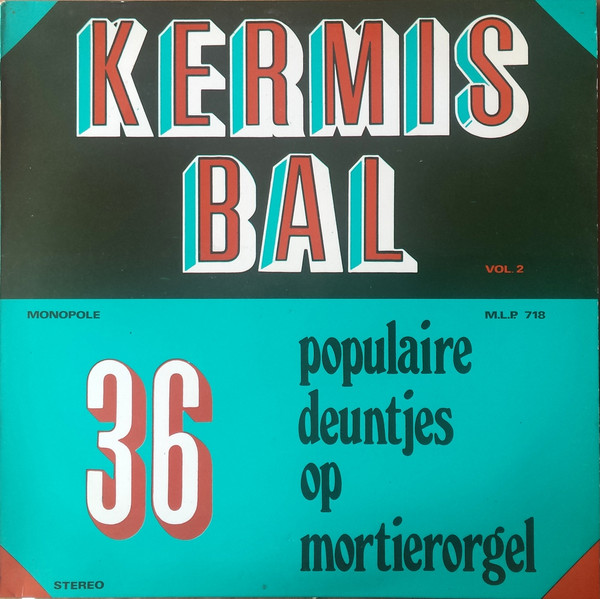 KERMIS
BAL
VOL. 2
MONOPOLE
M.L.P. 718
36
populaire
deuntjes
op
mortierorgel
STEREO